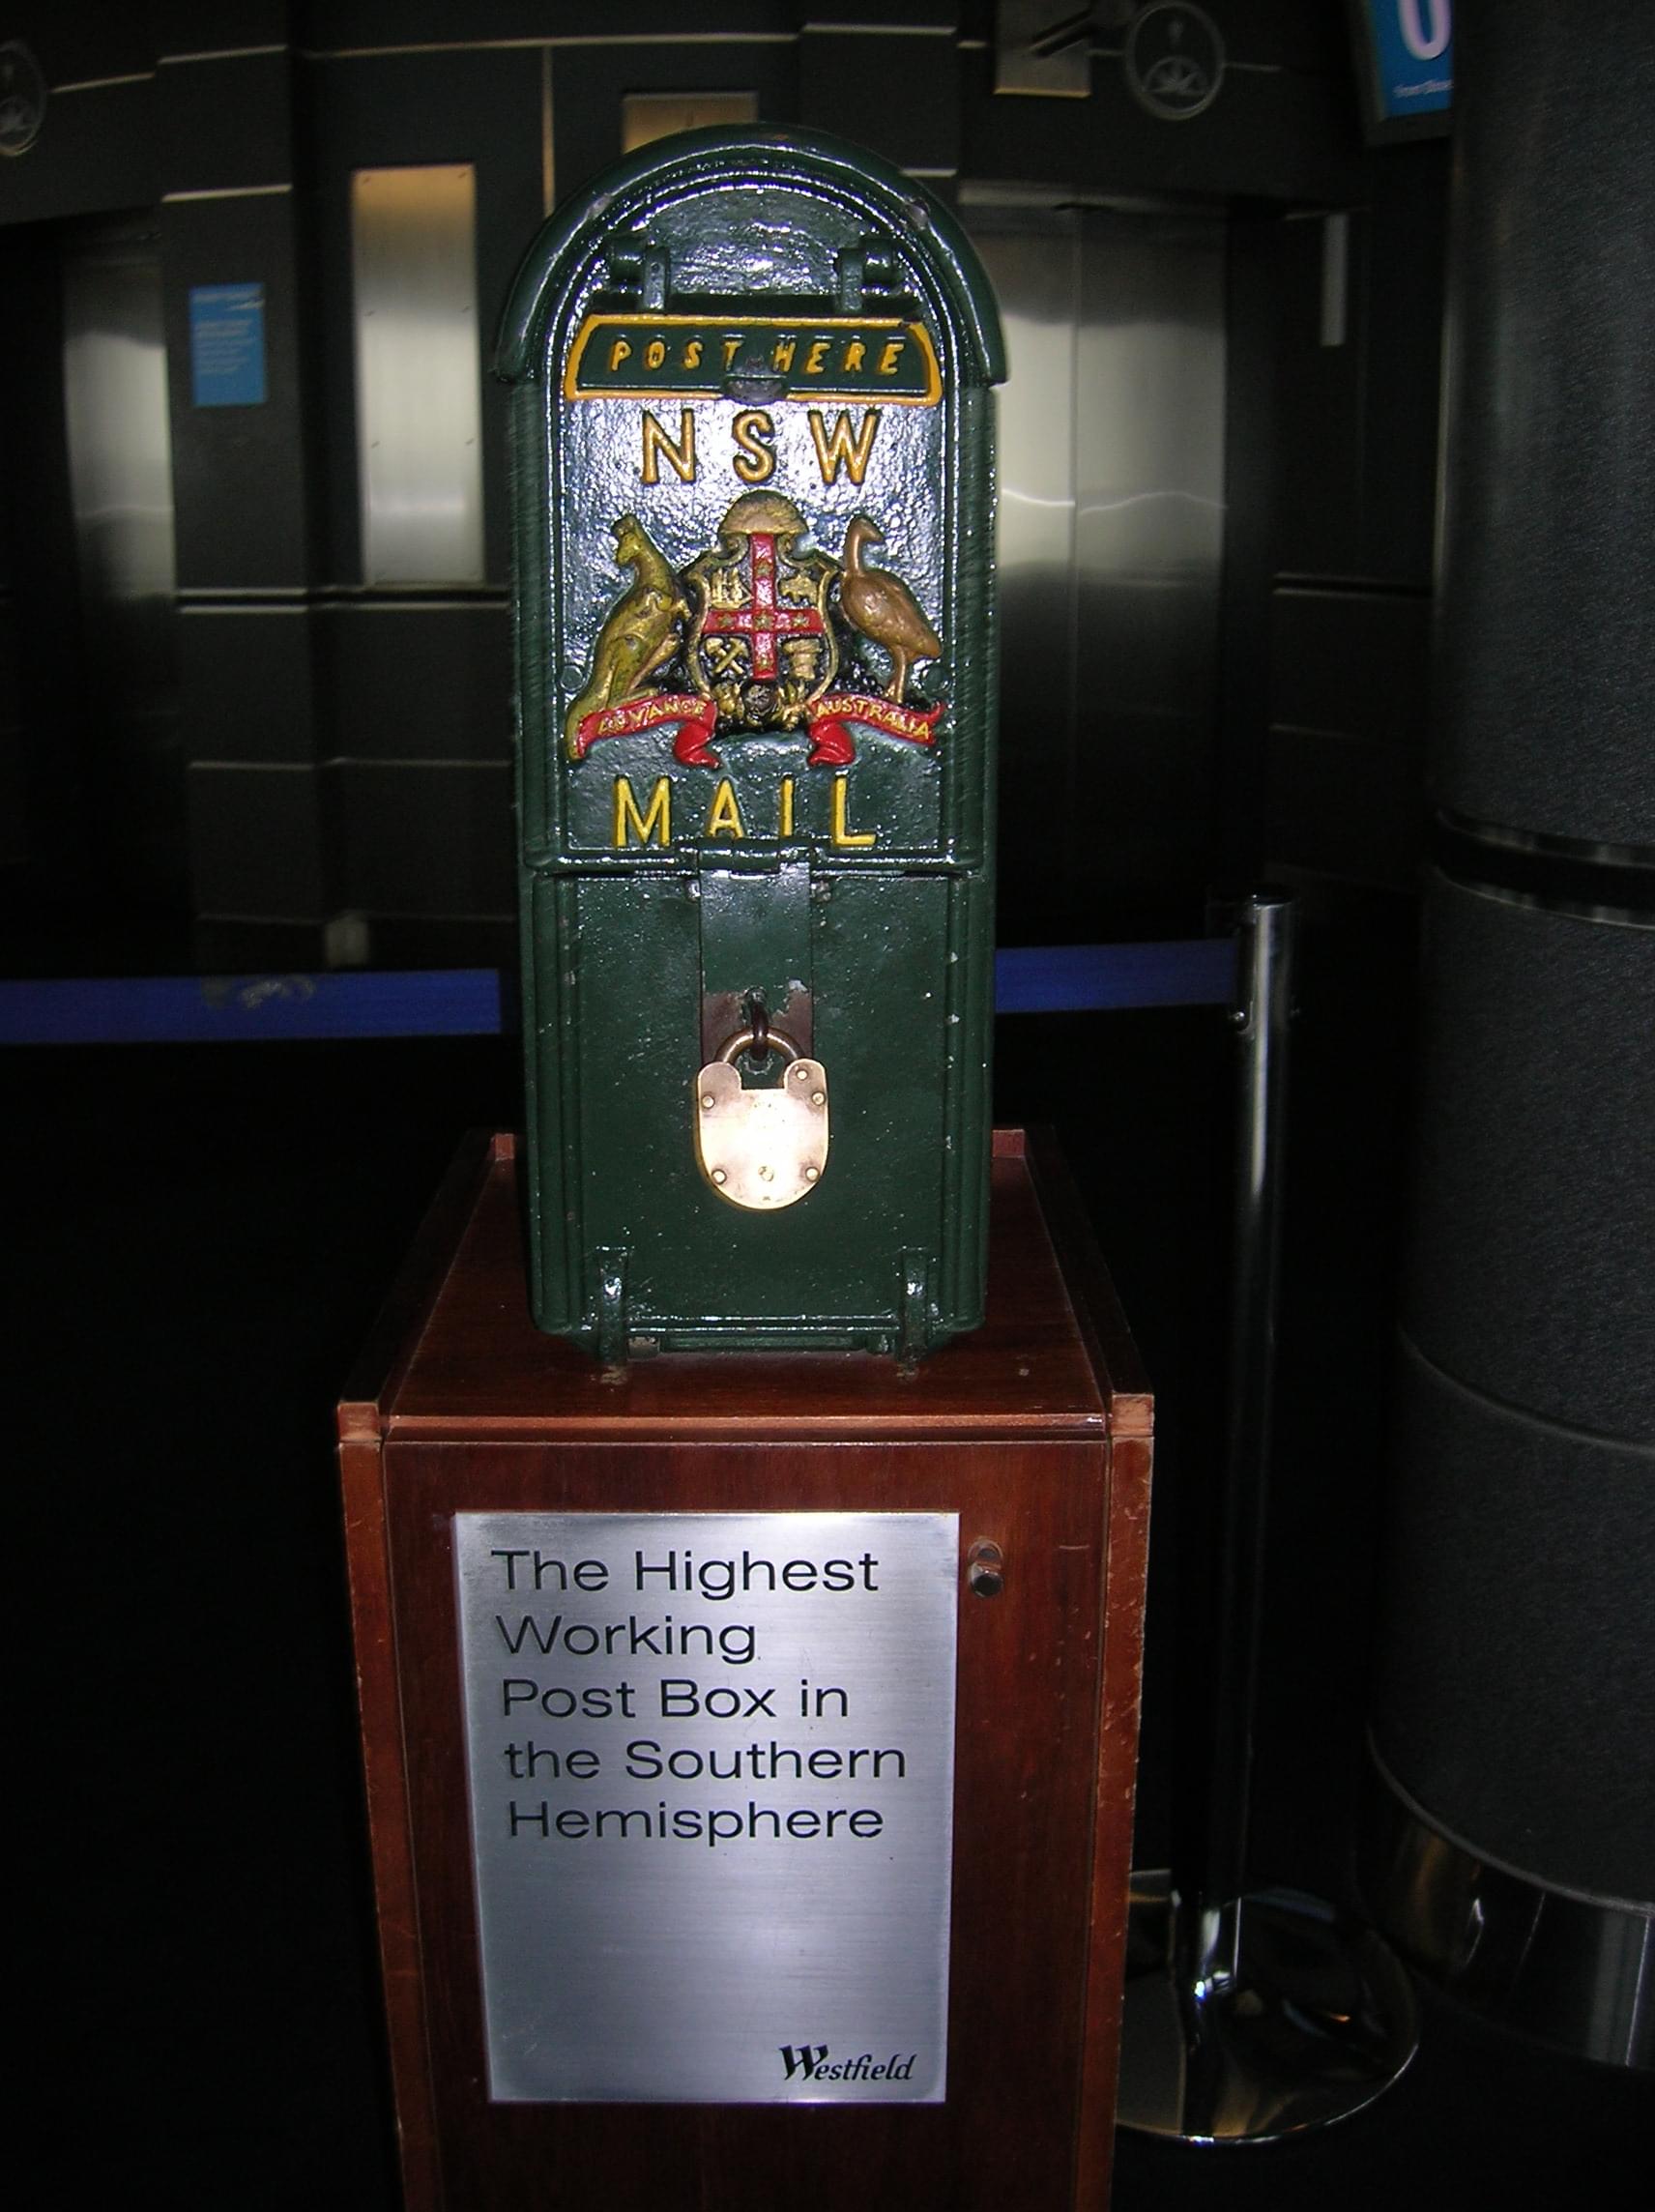 POST HERE
NSW
ADVANCE AUSTRALIA
MAIL
The Highest
Working
Post Box in
the Southern
Hemisphere
Westfield